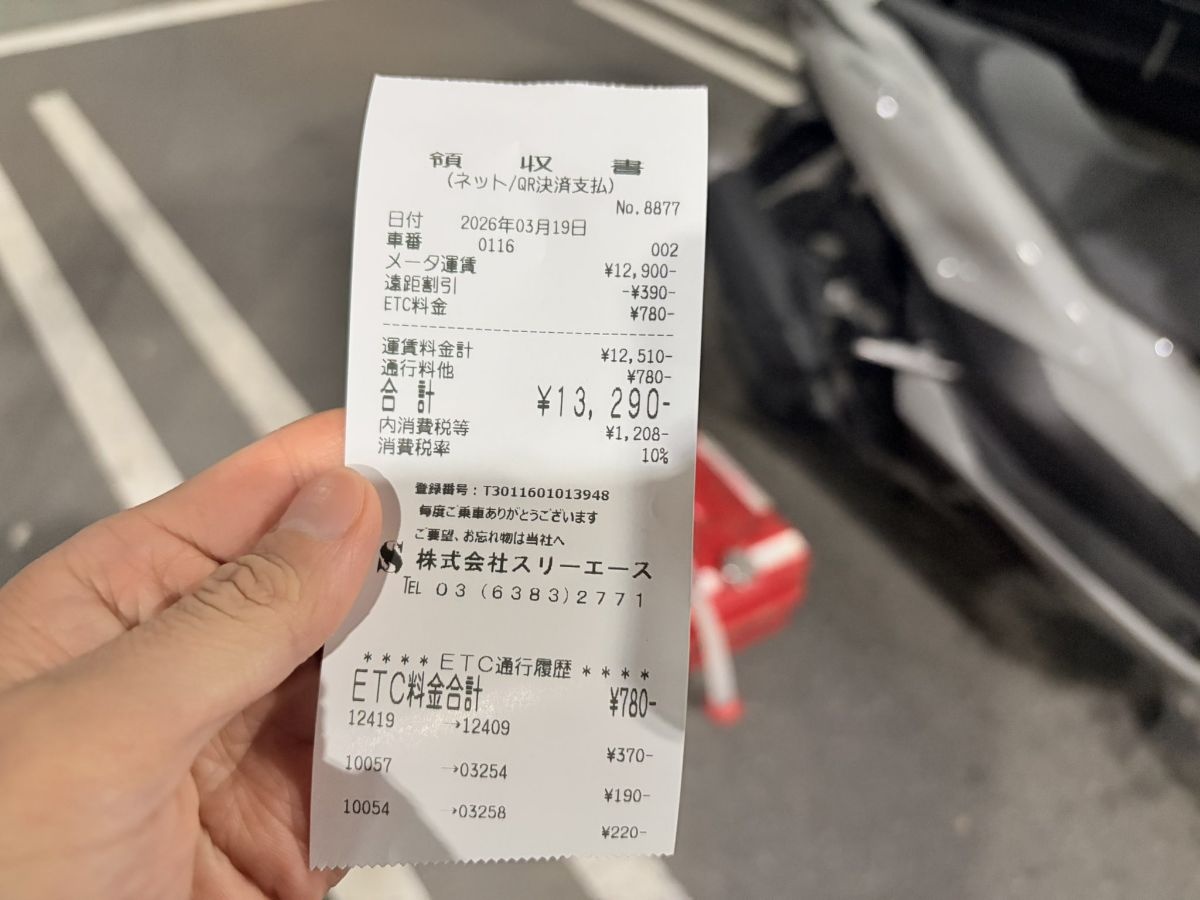 領収書
(ネット/QR決済支払)
No.8877
日付 2026年03月19日
車番 0116 002
メータ運賃 ¥12,900-
遠距割引 -¥390-
ETC料金 ¥780-
運賃料金計 ¥12,510-
通行料他 ¥780-
合計 ¥13,290-
内消費税等 ¥1,208-
消費税率 10%
登録番号:T3011601013948
毎度ご乗車ありがとうございます
ご要望、お忘れ物は当社へ
S 株式会社スリーエース
TEL 03(6383)2771
****ETC通行履歴****
ETC料金合計 ¥780-
12419 →12409
¥370-
10057 →03254
¥190-
10054 →03258
¥220-